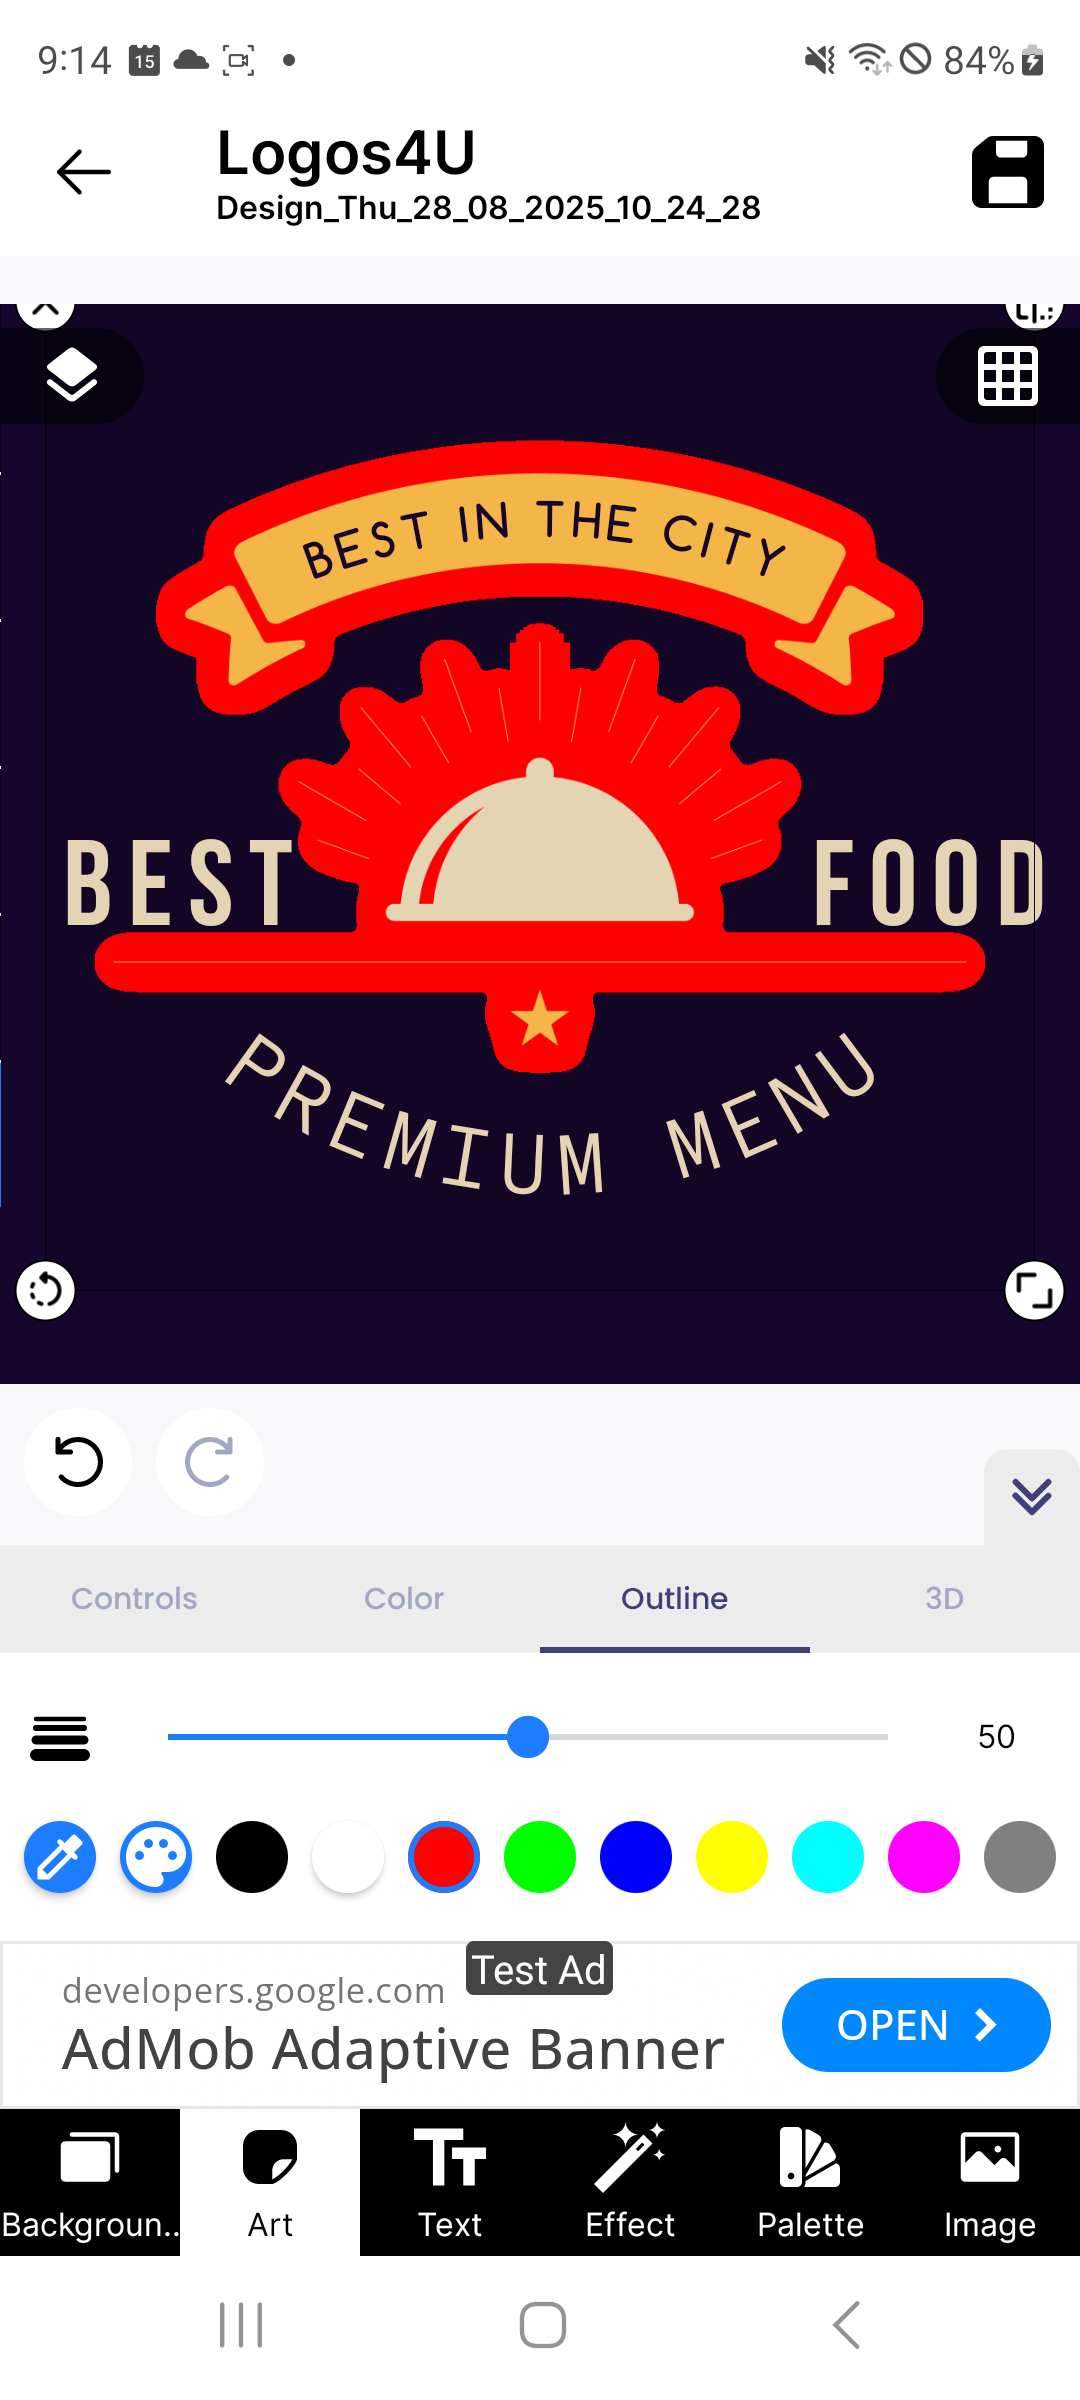 9:14
15
84%
Logos4U
Design_Thu_28_08_2025_10_24_28
BEST IN THE CITY
BEST
FOOD
PREMIUM MENU
Controls
Color
Outline
3D
50
Test Ad
developers.google.com
AdMob Adaptive Banner
OPEN
Backgroun..
Art
Text
Effect
Palette
Image